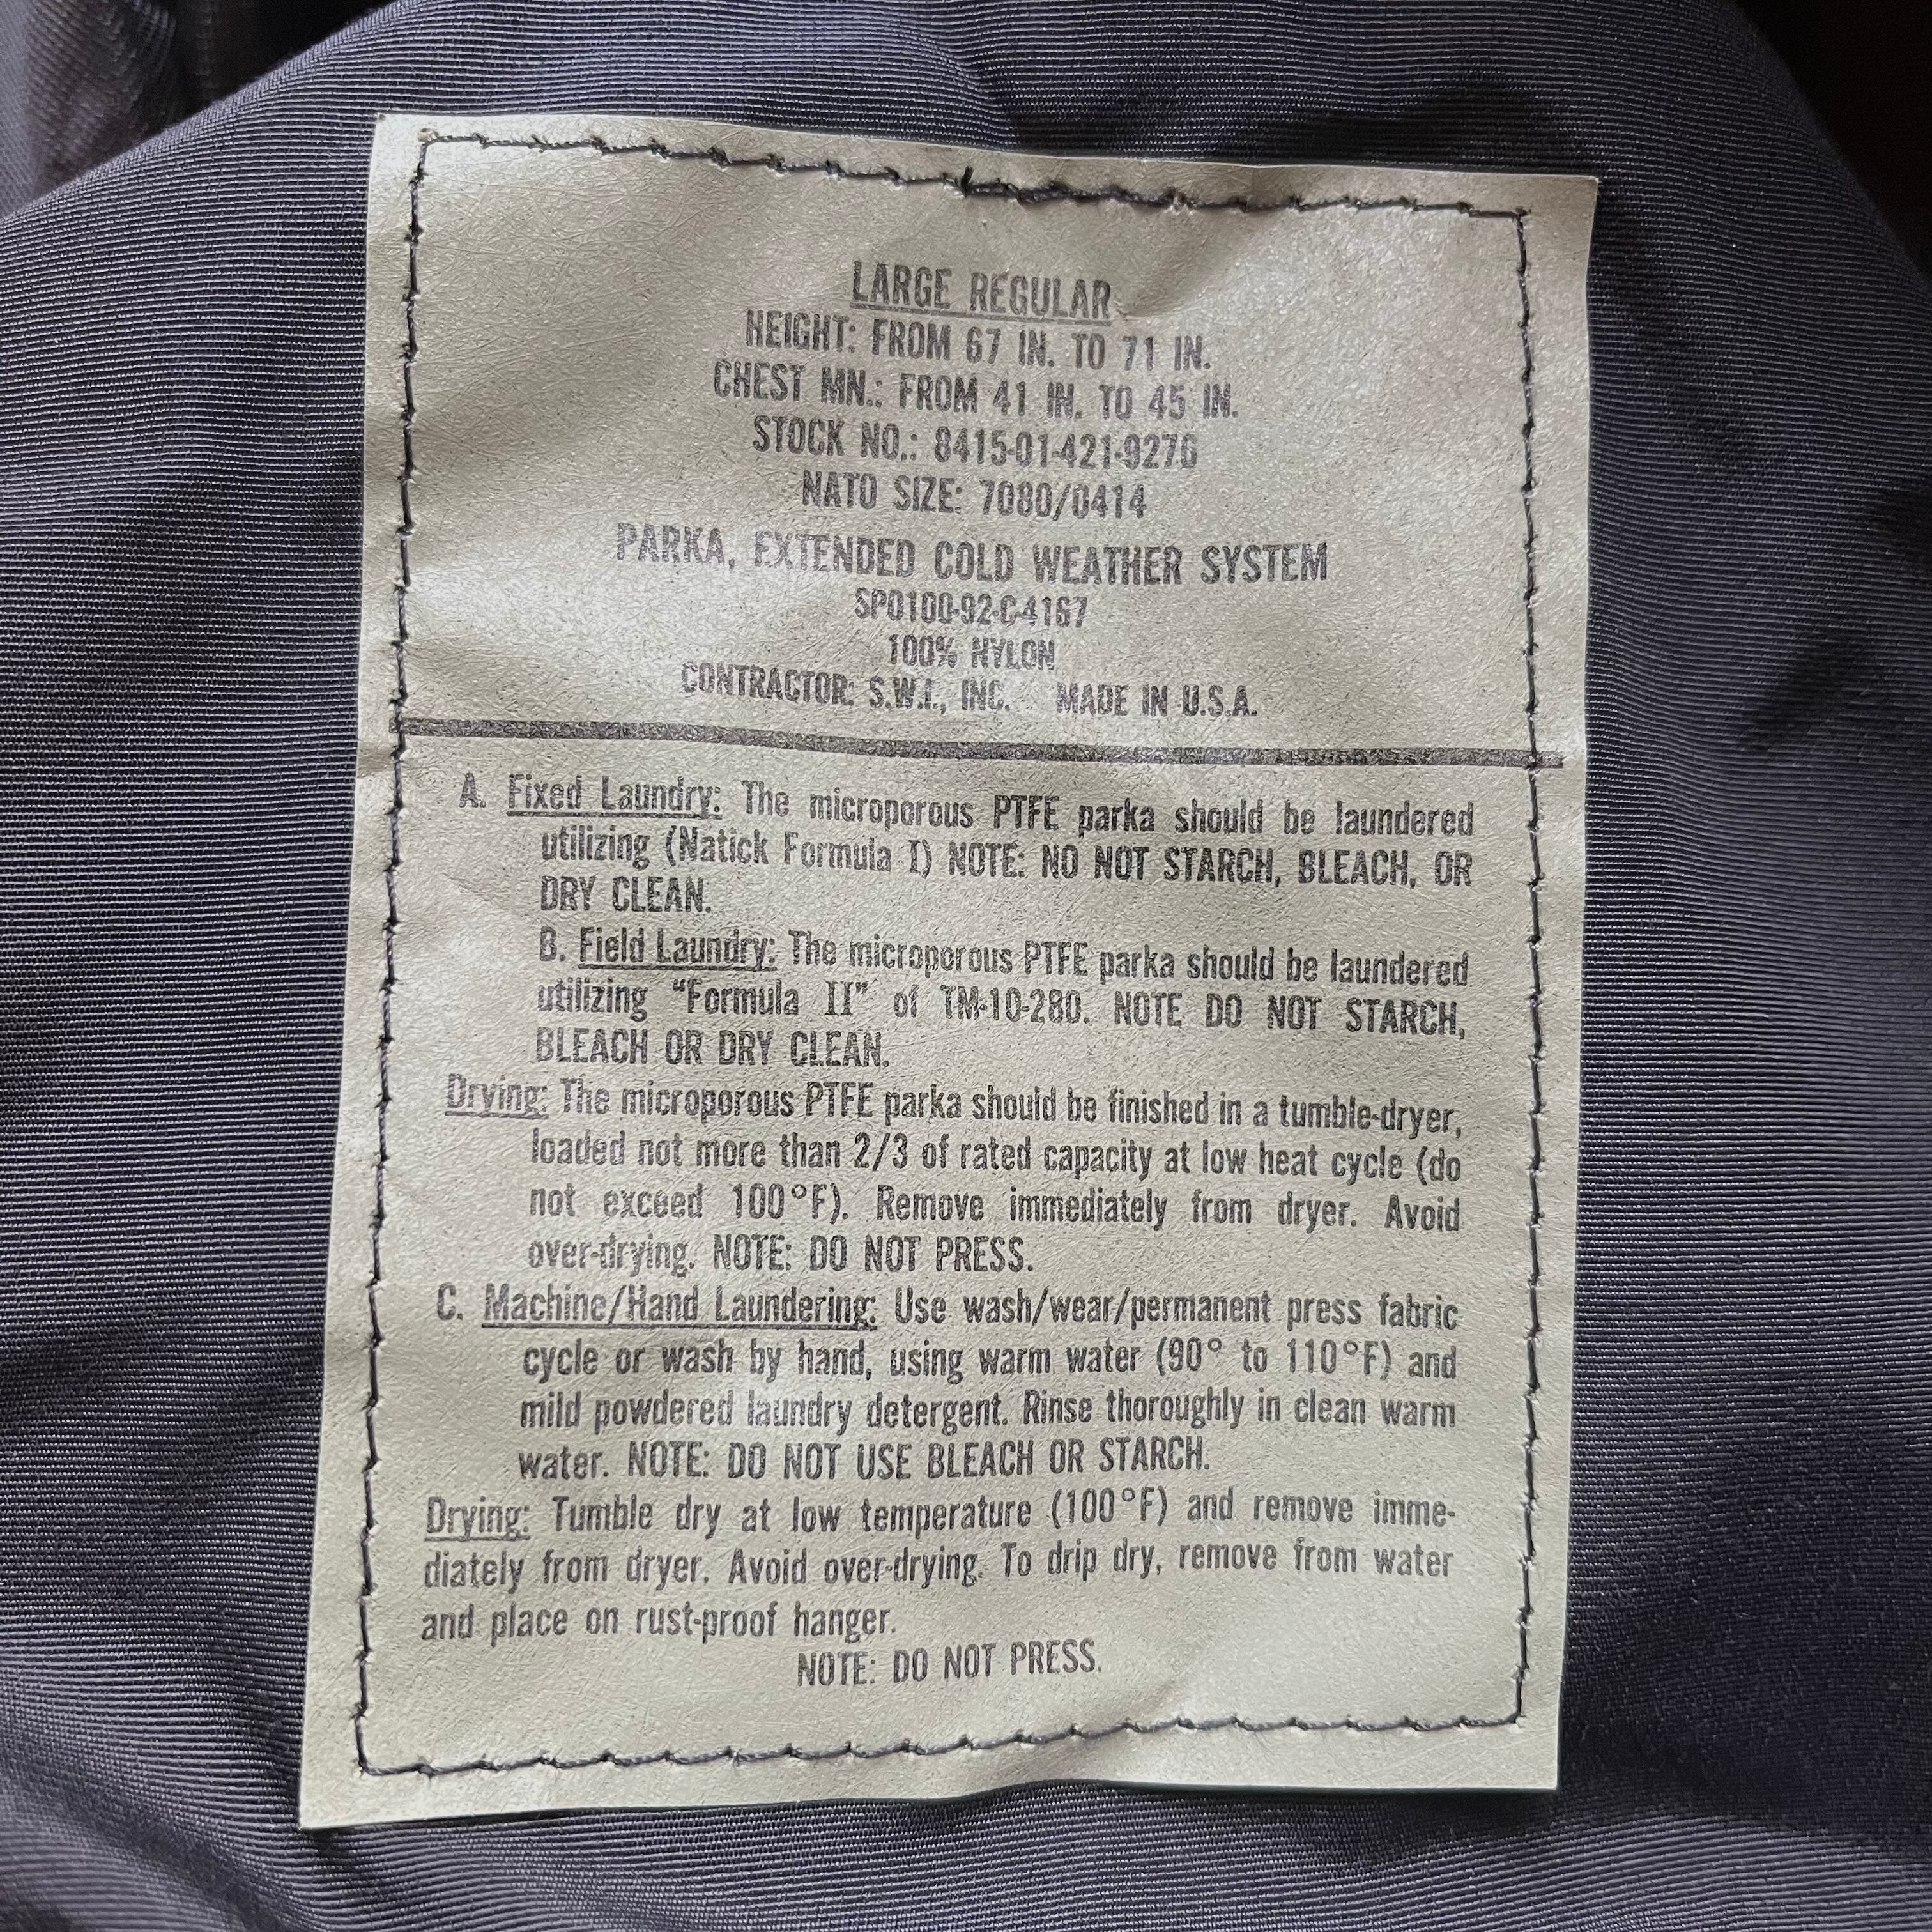 LARGE REGULAR
HEIGHT: FROM 67 IN. TO 71 IN.
CHEST MN.: FROM 41 IN. TO 45 IN.
STOCK NO.: 8415-01-421-9276
NATO SIZE: 7080/0414
PARKA, EXTENDED COLD WEATHER SYSTEM
SP0100-92-C-4167
100% NYLON
CONTRACTOR: S.W.I., INC. MADE IN U.S.A.
A. Fixed Laundry: The microporous PTFE parka should be laundered
utilizing (Natick Formula I) NOTE: NO NOT STARCH, BLEACH, OR
DRY CLEAN.
B. Field Laundry: The microporous PTFE parka should be laundered
utilizing "Formula II" of TM-10-280. NOTE DO NOT STARCH,
BLEACH OR DRY CLEAN.
Drying: The microporous PTFE parka should be finished in a tumble-dryer,
loaded not more than 2/3 of rated capacity at low heat cycle (do
not exceed 100°F). Remove immediately from dryer. Avoid
over-drying. NOTE: DO NOT PRESS.
C. Machine/Hand Laundering: Use wash/wear/permanent press fabric
cycle or wash by hand, using warm water (90° to 110°F) and
mild powdered laundry detergent. Rinse thoroughly in clean warm
water. NOTE: DO NOT USE BLEACH OR STARCH.
Drying: Tumble dry at low temperature (100°F) and remove imme-
diately from dryer. Avoid over-drying. To drip dry, remove from water
and place on rust-proof hanger.
NOTE: DO NOT PRESS.